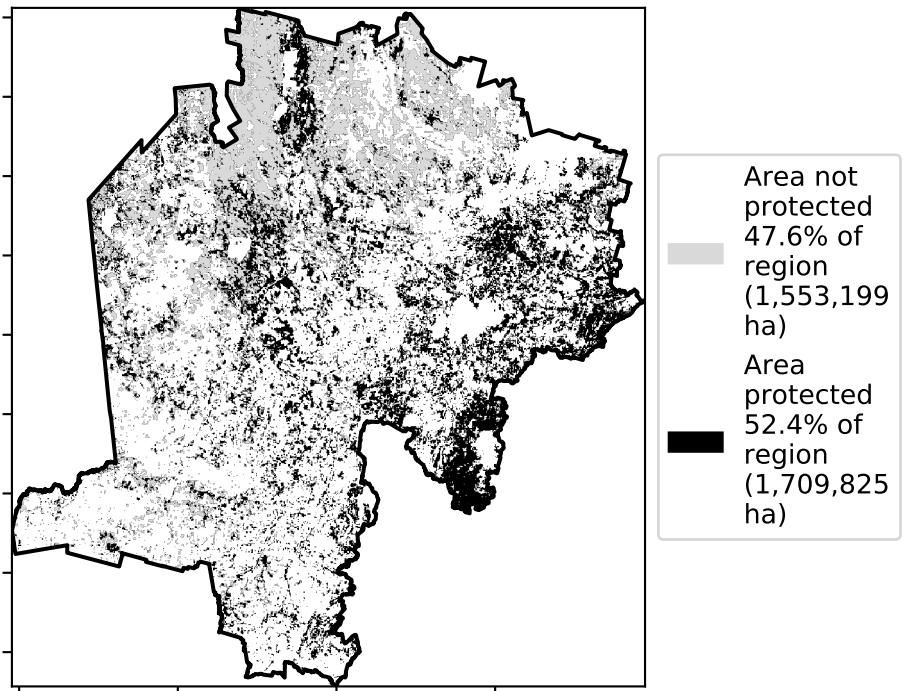 Area not
protected
47.6% of
region
(1,553,199
ha)
Area
protected
52.4% of
region
(1,709,825
ha)